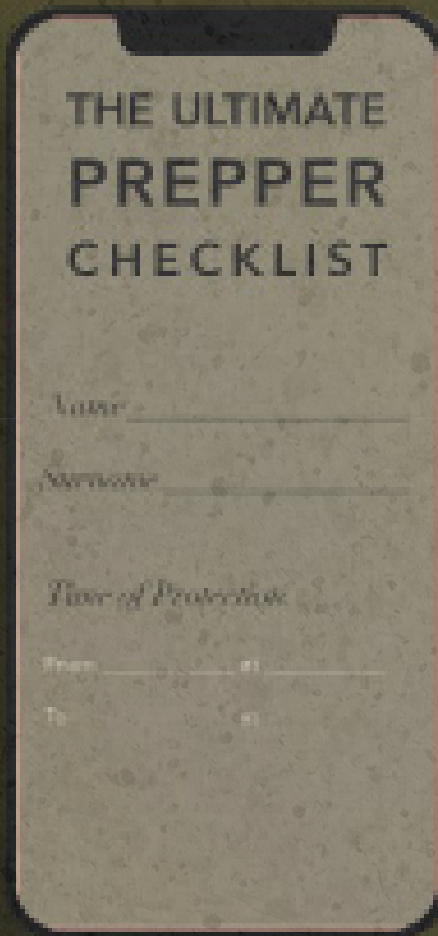 THE ULTIMATE
PREPPER
CHECKLIST
Name
Surname
Time of Protection
From at
To at